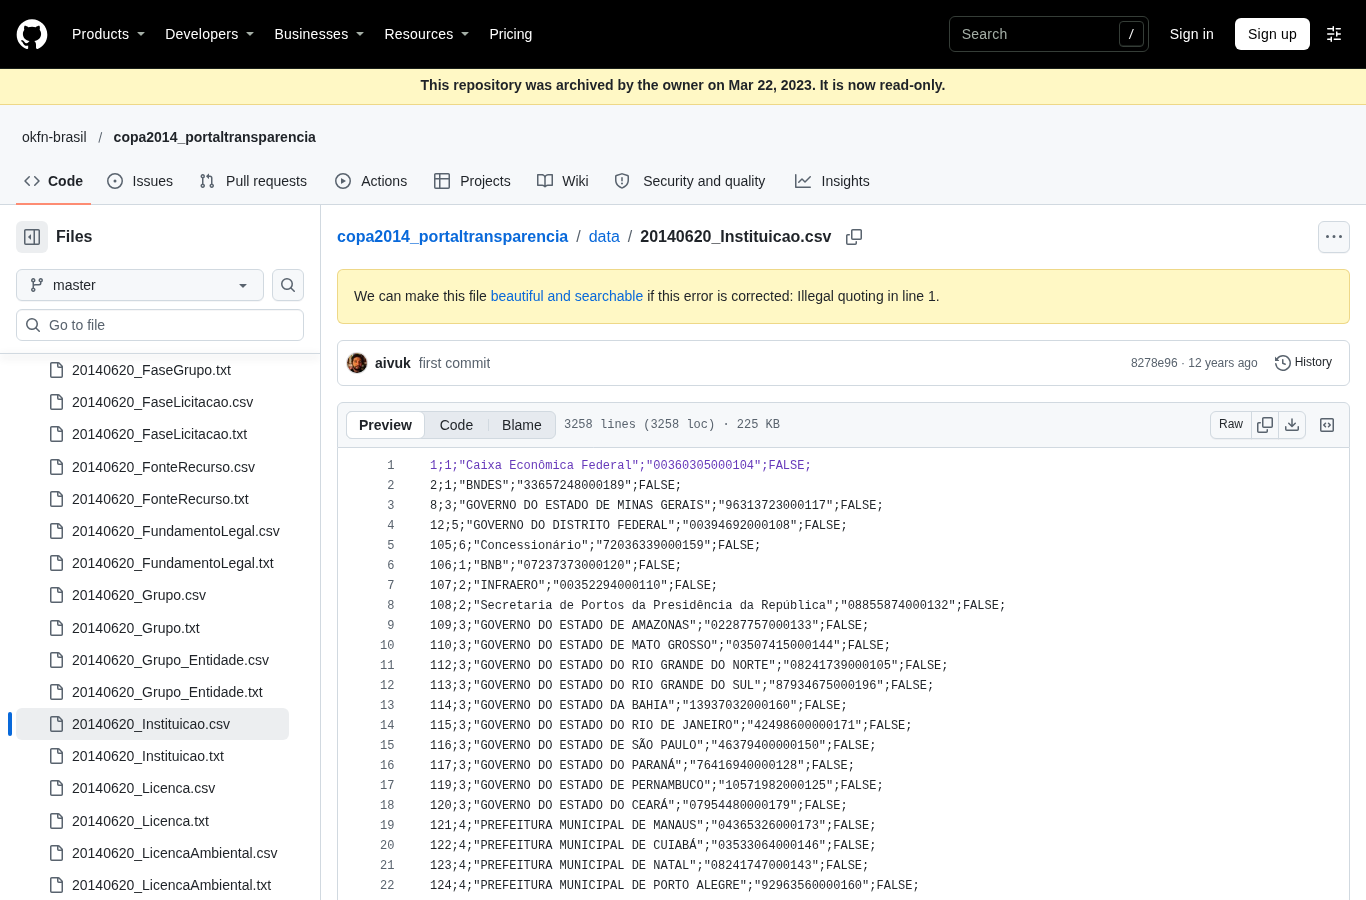 Products Developers Businesses Resources Pricing Search / Sign in Sign up
This repository was archived by the owner on Mar 22, 2023. It is now read-only.
okfn-brasil / copa2014_portaltransparencia
Code Issues Pull requests Actions Projects Wiki Security and quality Insights
Files
master
Go to file
20140620_FaseGrupo.txt
20140620_FaseLicitacao.csv
20140620_FaseLicitacao.txt
20140620_FonteRecurso.csv
20140620_FonteRecurso.txt
20140620_FundamentoLegal.csv
20140620_FundamentoLegal.txt
20140620_Grupo.csv
20140620_Grupo.txt
20140620_Grupo_Entidade.csv
20140620_Grupo_Entidade.txt
20140620_Instituicao.csv
20140620_Instituicao.txt
20140620_Licenca.csv
20140620_Licenca.txt
20140620_LicencaAmbiental.csv
20140620_LicencaAmbiental.txt
copa2014_portaltransparencia / data / 20140620_Instituicao.csv
We can make this file beautiful and searchable if this error is corrected: Illegal quoting in line 1.
aivuk first commit 8278e96 · 12 years ago History
Preview Code Blame 3258 lines (3258 loc) · 225 KB Raw
1 1;1;"Caixa Econômica Federal";"00360305000104";FALSE;
2 2;1;"BNDES";"33657248000189";FALSE;
3 8;3;"GOVERNO DO ESTADO DE MINAS GERAIS";"96313723000117";FALSE;
4 12;5;"GOVERNO DO DISTRITO FEDERAL";"00394692000108";FALSE;
5 105;6;"Concessionário";"72036339000159";FALSE;
6 106;1;"BNB";"07237373000120";FALSE;
7 107;2;"INFRAERO";"00352294000110";FALSE;
8 108;2;"Secretaria de Portos da Presidência da República";"08855874000132";FALSE;
9 109;3;"GOVERNO DO ESTADO DE AMAZONAS";"02287757000133";FALSE;
10 110;3;"GOVERNO DO ESTADO DE MATO GROSSO";"03507415000144";FALSE;
11 112;3;"GOVERNO DO ESTADO DO RIO GRANDE DO NORTE";"08241739000105";FALSE;
12 113;3;"GOVERNO DO ESTADO DO RIO GRANDE DO SUL";"87934675000196";FALSE;
13 114;3;"GOVERNO DO ESTADO DA BAHIA";"13937032000160";FALSE;
14 115;3;"GOVERNO DO ESTADO DO RIO DE JANEIRO";"42498600000171";FALSE;
15 116;3;"GOVERNO DO ESTADO DE SÃO PAULO";"46379400000150";FALSE;
16 117;3;"GOVERNO DO ESTADO DO PARANÁ";"76416940000128";FALSE;
17 119;3;"GOVERNO DO ESTADO DE PERNAMBUCO";"10571982000125";FALSE;
18 120;3;"GOVERNO DO ESTADO DO CEARÁ";"07954480000179";FALSE;
19 121;4;"PREFEITURA MUNICIPAL DE MANAUS";"04365326000173";FALSE;
20 122;4;"PREFEITURA MUNICIPAL DE CUIABÁ";"03533064000146";FALSE;
21 123;4;"PREFEITURA MUNICIPAL DE NATAL";"08241747000143";FALSE;
22 124;4;"PREFEITURA MUNICIPAL DE PORTO ALEGRE";"92963560000160";FALSE;